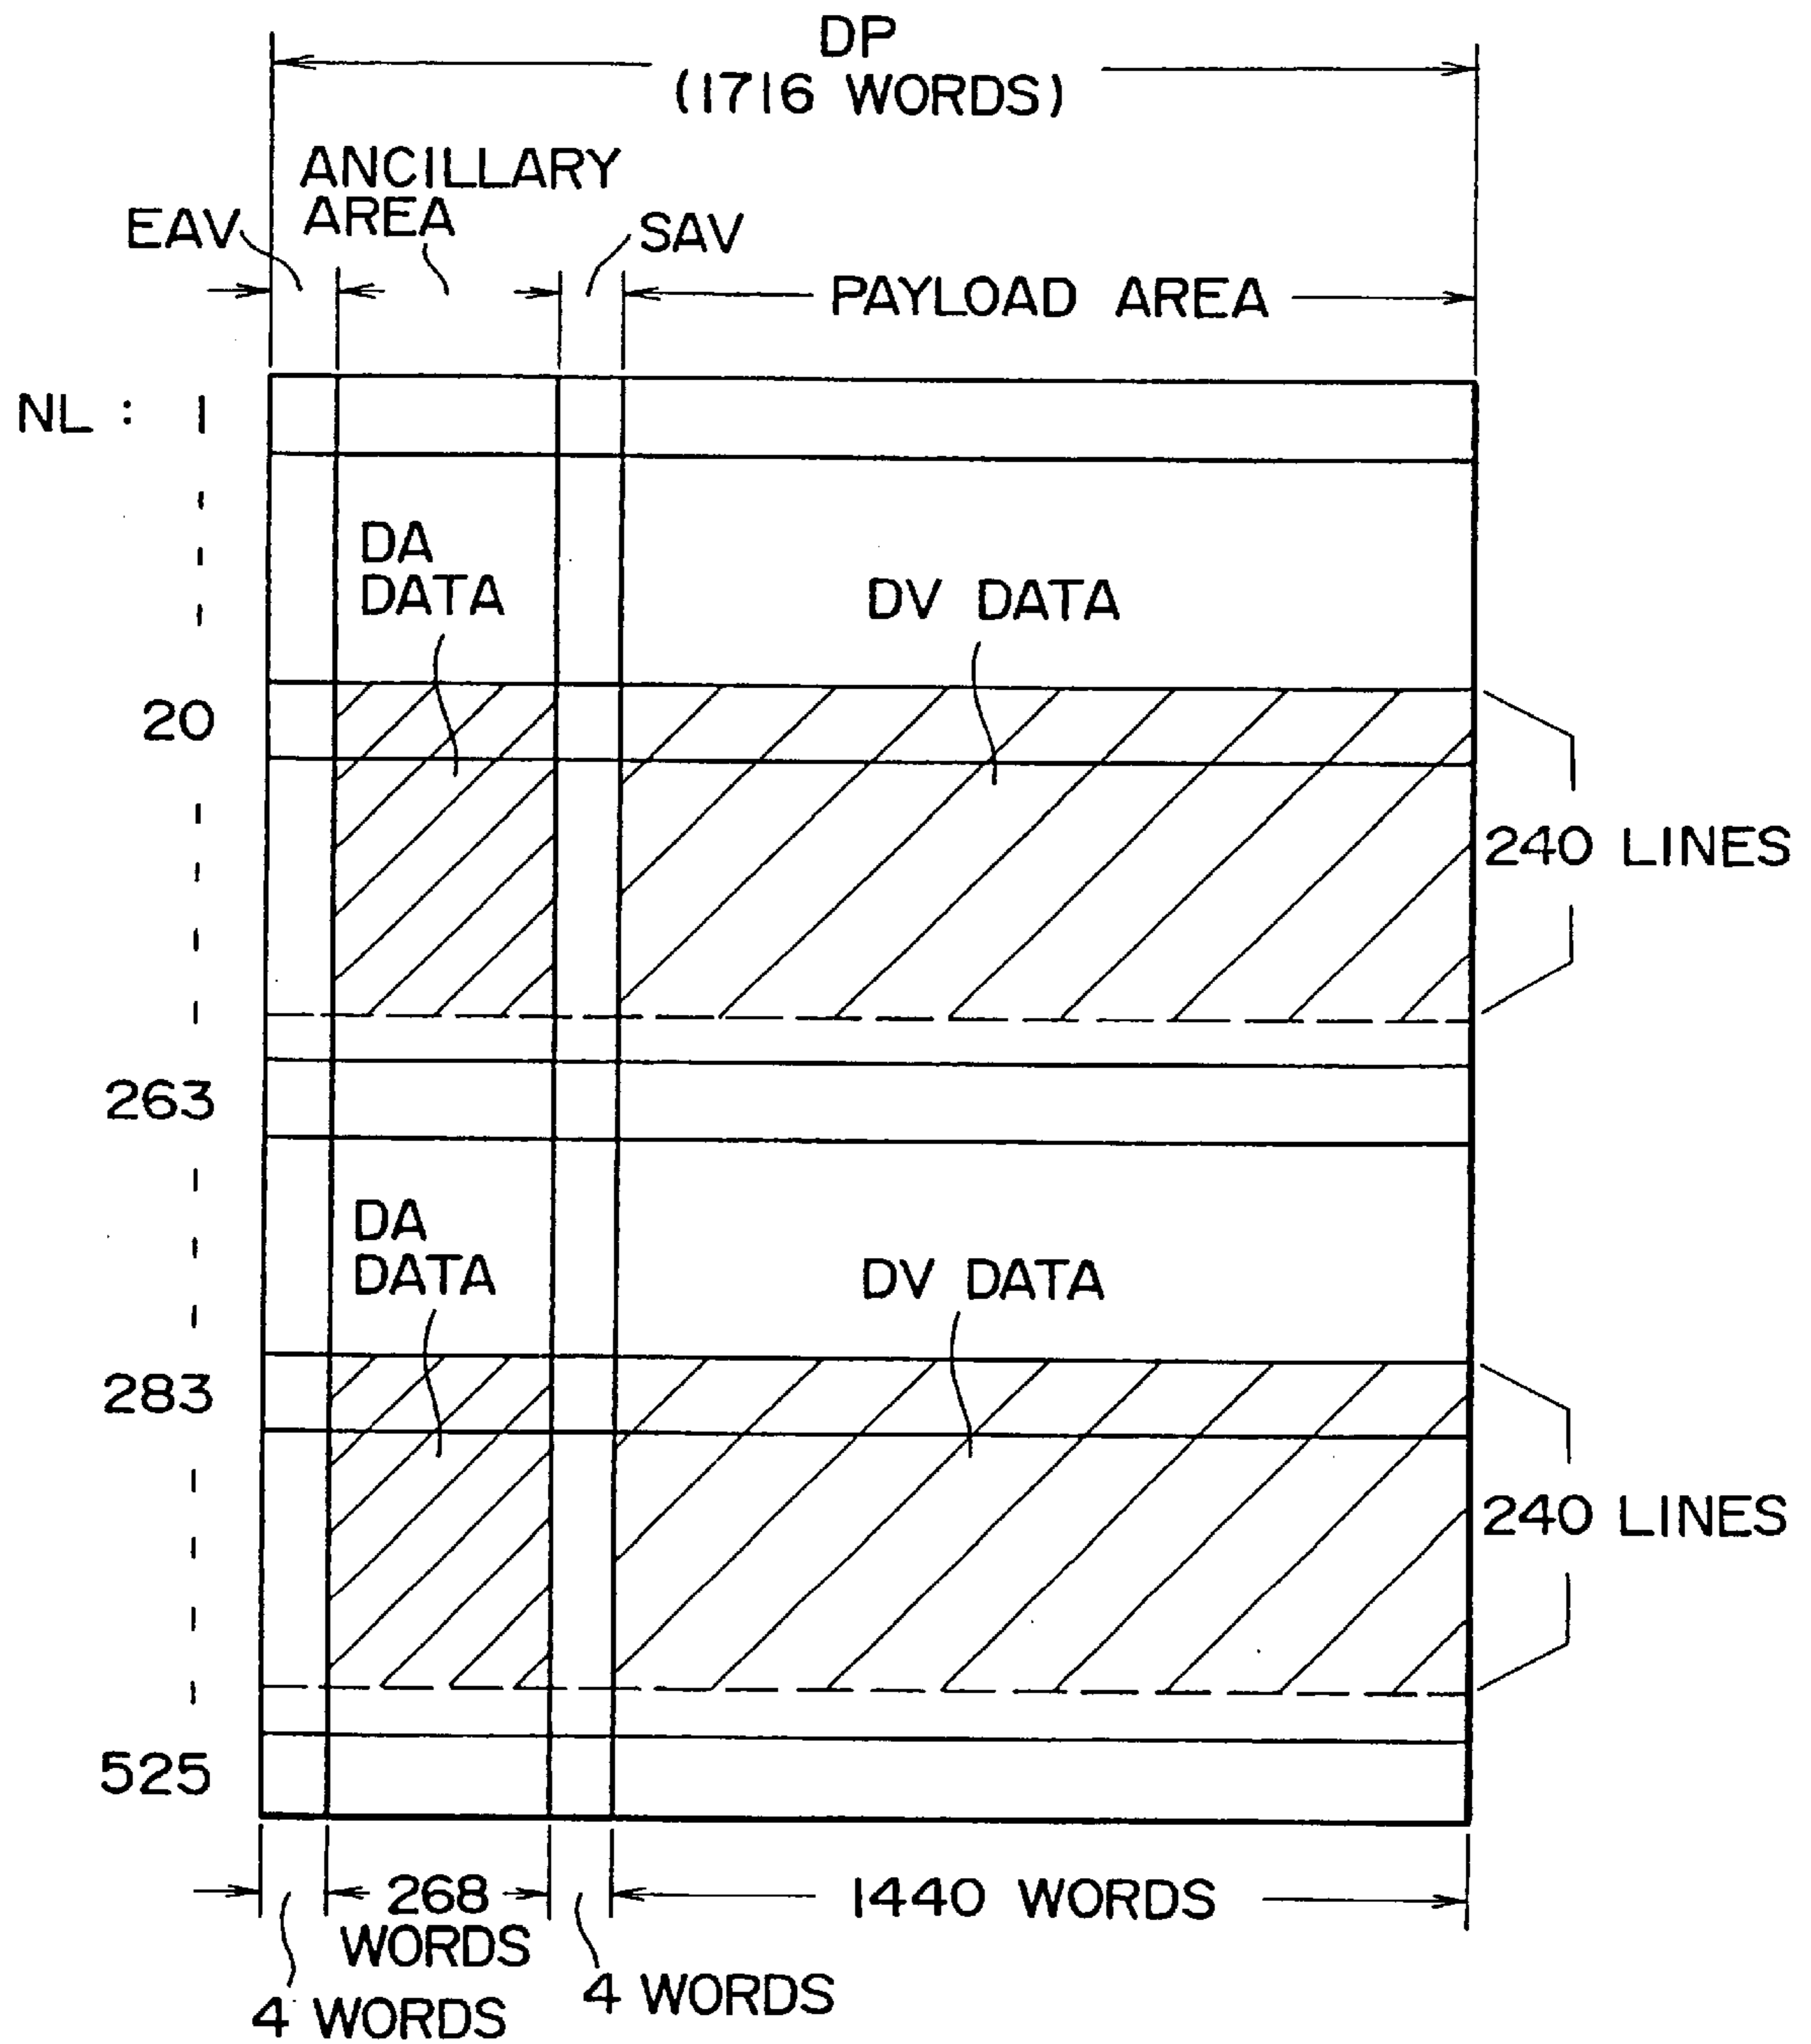 DP
(1716 WORDS)
ANCILLARY
AREA
EAV
SAV
PAYLOAD AREA
NL : 1
DA
DATA
DV DATA
20
240 LINES
263
DA
DATA
DV DATA
283
240 LINES
525
268
WORDS
1440 WORDS
4 WORDS
4 WORDS